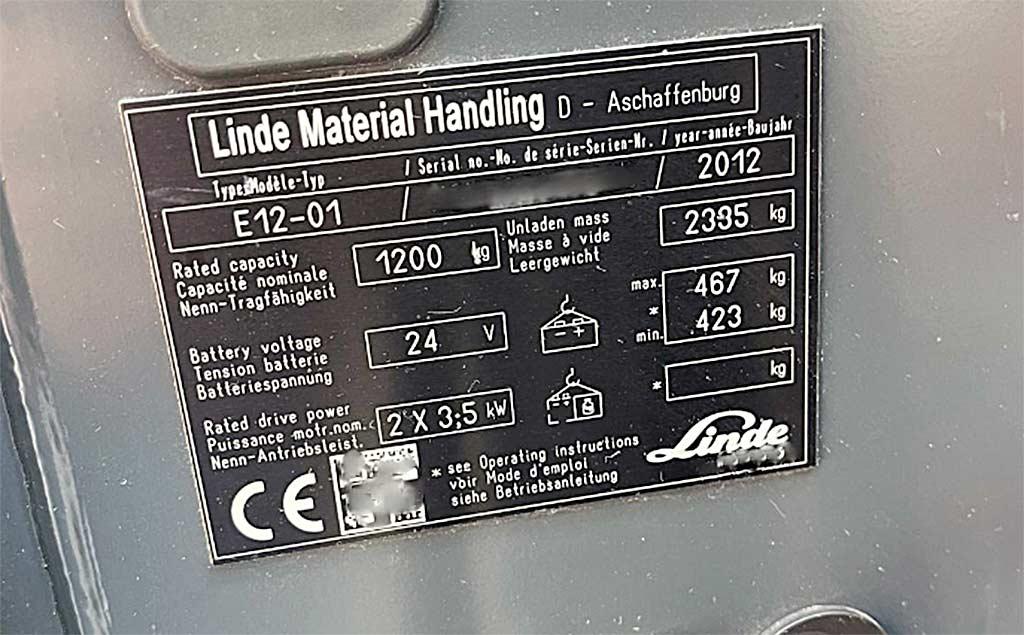 Linde Material Handling D - Aschaffenburg
Type-Modèle-Typ / Serial no.-No. de série-Serien-Nr. / year-année-Baujahr
E12-01 / / 2012
Rated capacity
Capacité nominale
Nenn-Tragfähigkeit
1200 kg
Unladen mass
Masse à vide
Leergewicht
2385 kg
Battery voltage
Tension batterie
Batteriespannung
24 V
- +
max. 467 kg
*
min. 423 kg
* kg
Rated drive power
Puissance motr.nom.
Nenn-Antriebsleist.
2 X 3,5 kW
CE
* see Operating instructions
voir Mode d'emploi
siehe Betriebsanleitung
Linde